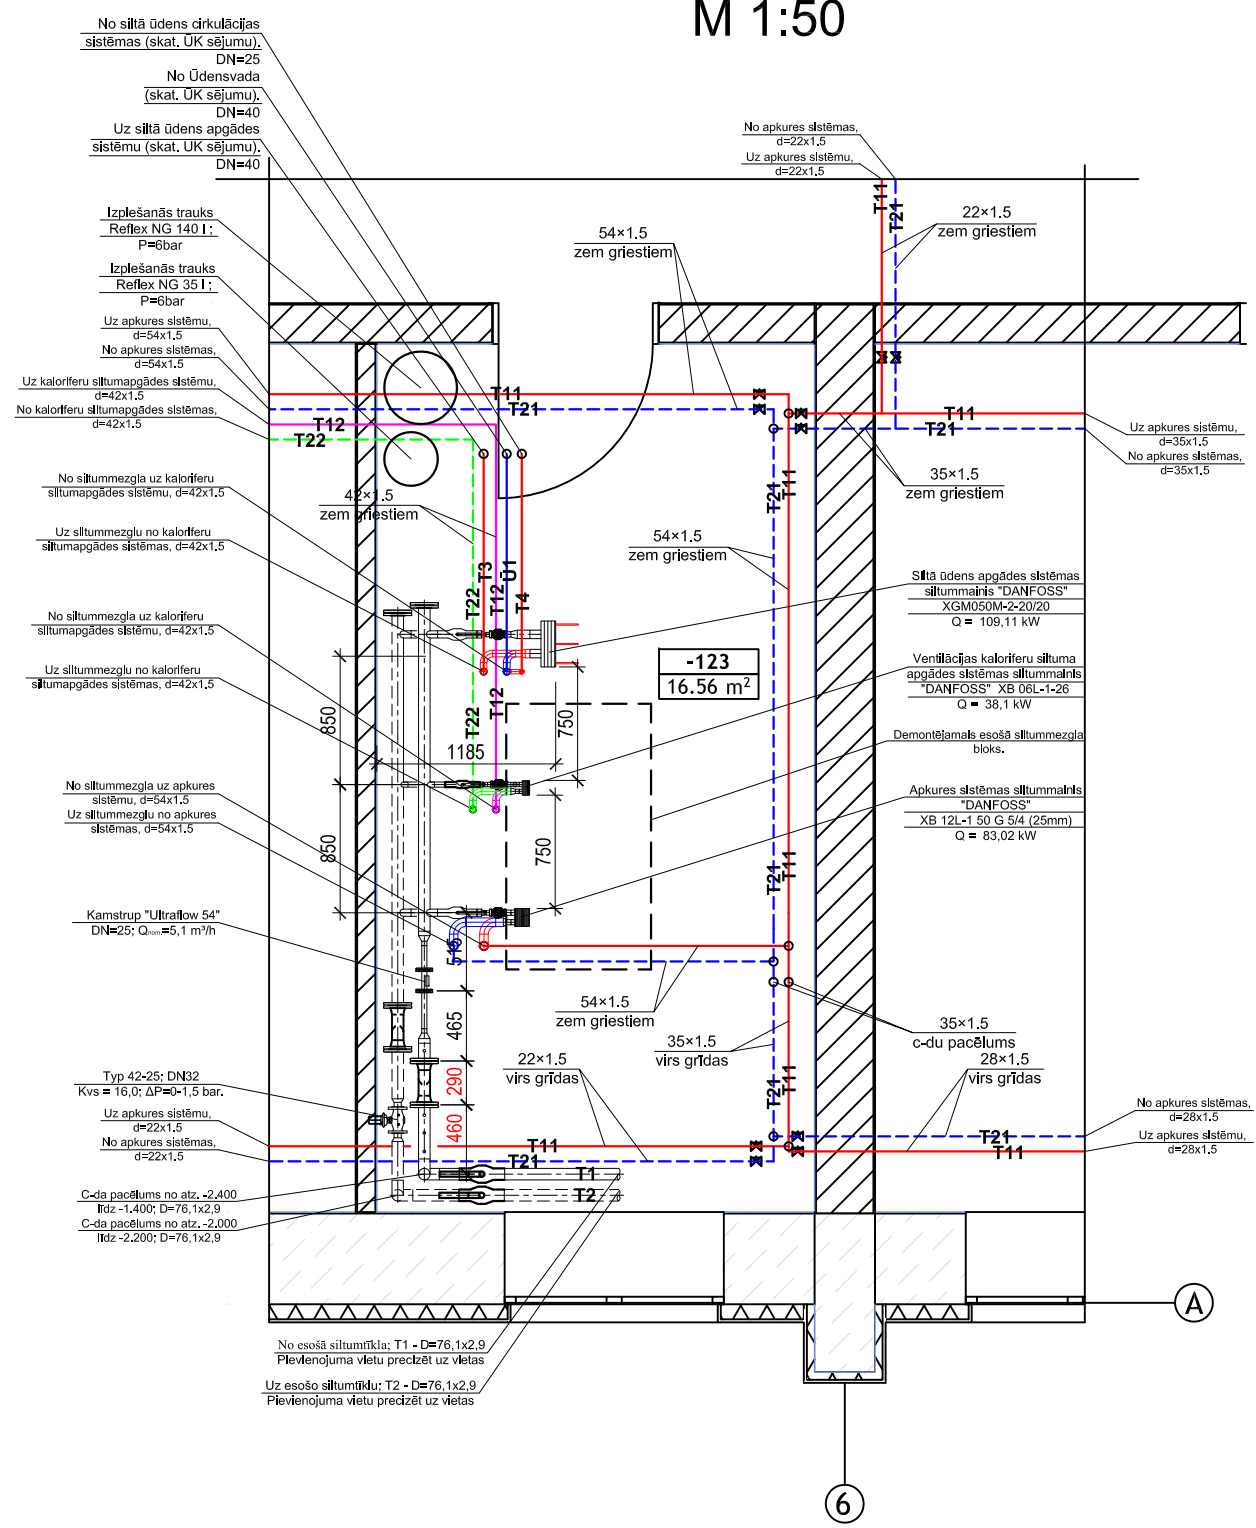 M 1:50
No siltā ūdens cirkulācijas
sistēmas (skat. ŪK sējumu).
DN=25
No Ūdensvada
(skat. ŪK sējumu).
DN=40
Uz siltā ūdens apgādes
sistēmu (skat. UK sējumu).
DN=40
Izplešanās trauks
Reflex NG 140 l ;
P=6bar
Izplešanās trauks
Reflex NG 35 l ;
P=6bar
Uz apkures sistēmu,
d=54x1.5
No apkures sistēmas,
d=54x1.5
Uz kaloriferu siltumapgādes sistēmu,
d=42x1.5
No kaloriferu siltumapgādes sistēmas,
d=42x1.5
No siltummezgla uz kaloriferu
siltumapgādes sistēmu, d=42x1.5
Uz siltummezglu no kaloriferu
siltumapgādes sistēmas, d=42x1.5
No siltummezgla uz kaloriferu
siltumapgādes sistēmu, d=42x1.5
Uz siltummezglu no kaloriferu
siltumapgādes sistēmas, d=42x1.5
No siltummezgla uz apkures
sistēmu, d=54x1.5
Uz siltummezglu no apkures
sistēmas, d=54x1.5
Kamstrup "Ultraflow 54"
DN=25; Qnom.=5,1 m³/h
Typ 42-25; DN32
Kvs = 16,0; ΔP=0-1,5 bar.
Uz apkures sistēmu,
d=22x1.5
No apkures sistēmas,
d=22x1.5
C-da pacēlums no atz. -2.400
līdz -1.400; D=76,1x2,9
C-da pacēlums no atz. -2.000
līdz -2.200; D=76,1x2,9
No esošā siltumtīkla; T1 - D=76,1x2,9
Pievienojuma vietu precizēt uz vietas
Uz esošo siltumtīklu; T2 - D=76,1x2,9
Pievienojuma vietu precizēt uz vietas
No apkures sistēmas,
d=22x1.5
Uz apkures sistēmu,
d=22x1.5
T11
T21
22×1.5
zem griestiem
54×1.5
zem griestiem
T11
T21
T12
T22
T11
T21
Uz apkures sistēmu,
d=35x1.5
No apkures sistēmas,
d=35x1.5
35×1.5
zem griestiem
42×1.5
zem griestiem
T21
T11
54×1.5
zem griestiem
T3
Ū1
T22
T12
T4
Siltā ūdens apgādes sistēmas
siltummainis "DANFOSS"
XGM050M-2-20/20
Q = 109,11 kW
-123
16.56 m²
Ventilācijas kaloriferu siltuma
apgādes sistēmas siltummainis
"DANFOSS" XB 06L-1-26
Q = 38,1 kW
Demontējamais esošā siltummezgla
bloks.
Apkures sistēmas siltummainis
"DANFOSS"
XB 12L-1 50 G 5/4 (25mm)
Q = 83,02 kW
T22
T12
850
750
1185
850
750
T21
T11
515
465
290
460
54×1.5
zem griestiem
35×1.5
virs grīdas
22×1.5
virs grīdas
35×1.5
c-du pacēlums
28×1.5
virs grīdas
T21
T11
No apkures sistēmas,
d=28x1.5
Uz apkures sistēmu,
d=28x1.5
T11
T21
T21
T11
T1
T2
A
6